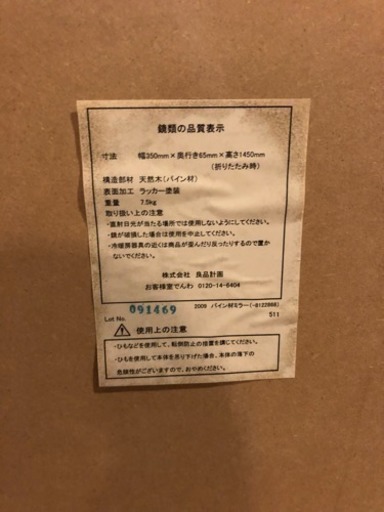 鏡類の品質表示
寸法 幅350mm×奥行き65mm×高さ1450mm
(折りたたみ時)
構造部材 天然木(パイン材)
表面加工 ラッカー塗装
重量 7.5kg
取り扱い上の注意
・直射日光が当たる場所では使用しないようにしてください。
・鏡が破損した場合は使用を中止してください。
・冷暖房器具の近くは商品が歪んだり反ったりするので置か
ないでください。
株式会社 良品計画
お客様室でんわ 0120-14-6404
Lot No. 091469 2009 パイン材ミラー(-8122868)
S11
使用上の注意
・ひもなどを使用して、転倒防止の措置を講じてください。
・ひもを使用して本体を吊り下げた場合、本体の落下の
危険性がございますので、おやめください。